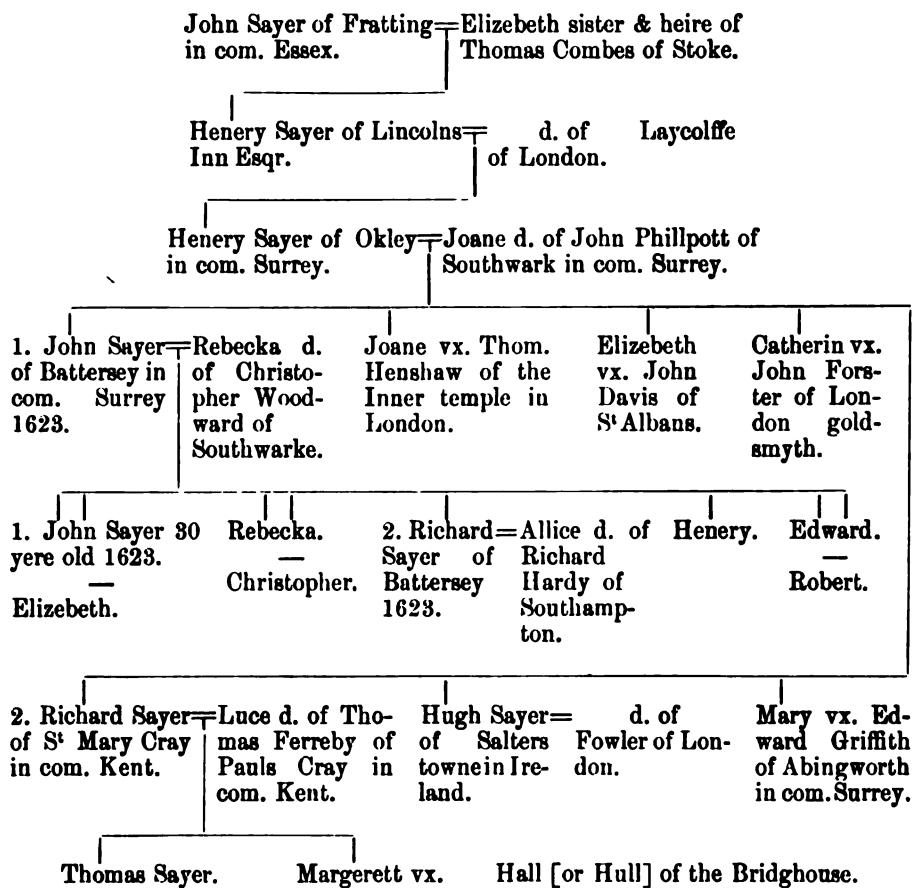 John Sayer of Fratting=Elizebeth sister & heire of
in com. Essex. Thomas Combes of Stoke.
Henery Sayer of Lincolns= d. of Laycolffe
Inn Esqr. of London.
Henery Sayer of Okley=Joane d. of John Phillpott of
in com. Surrey. Southwark in com. Surrey.
1. John Sayer=
of Battersey in
com. Surrey
1623.
Rebecka d.
of Christo-
pher Wood-
ward of
Southwarke.
Joane vx. Thom.
Henshaw of the
Inner temple in
London.
Elizebeth
vx. John
Davis of
St Albans.
Catherin vx.
John Fors-
ter of Lon-
don gold-
smyth.
1. John Sayer 30
yere old 1623.
—
Elizebeth.
Rebecka.
—
Christopher.
2. Richard=
Sayer of
Battersey
1623.
Allice d. of
Richard
Hardy of
Southamp-
ton.
Henery.
Edward.
—
Robert.
2. Richard Sayer=
of St Mary Cray
in com. Kent.
Luce d. of Tho-
mas Ferreby of
Pauls Cray in
com. Kent.
Hugh Sayer=
of Salters
towne in Ire-
land.
d. of
Fowler of Lon-
don.
Mary vx. Ed-
ward Griffith
of Abingworth
in com. Surrey.
Thomas Sayer.
Margerett vx. Hall [or Hull] of the Bridghouse.